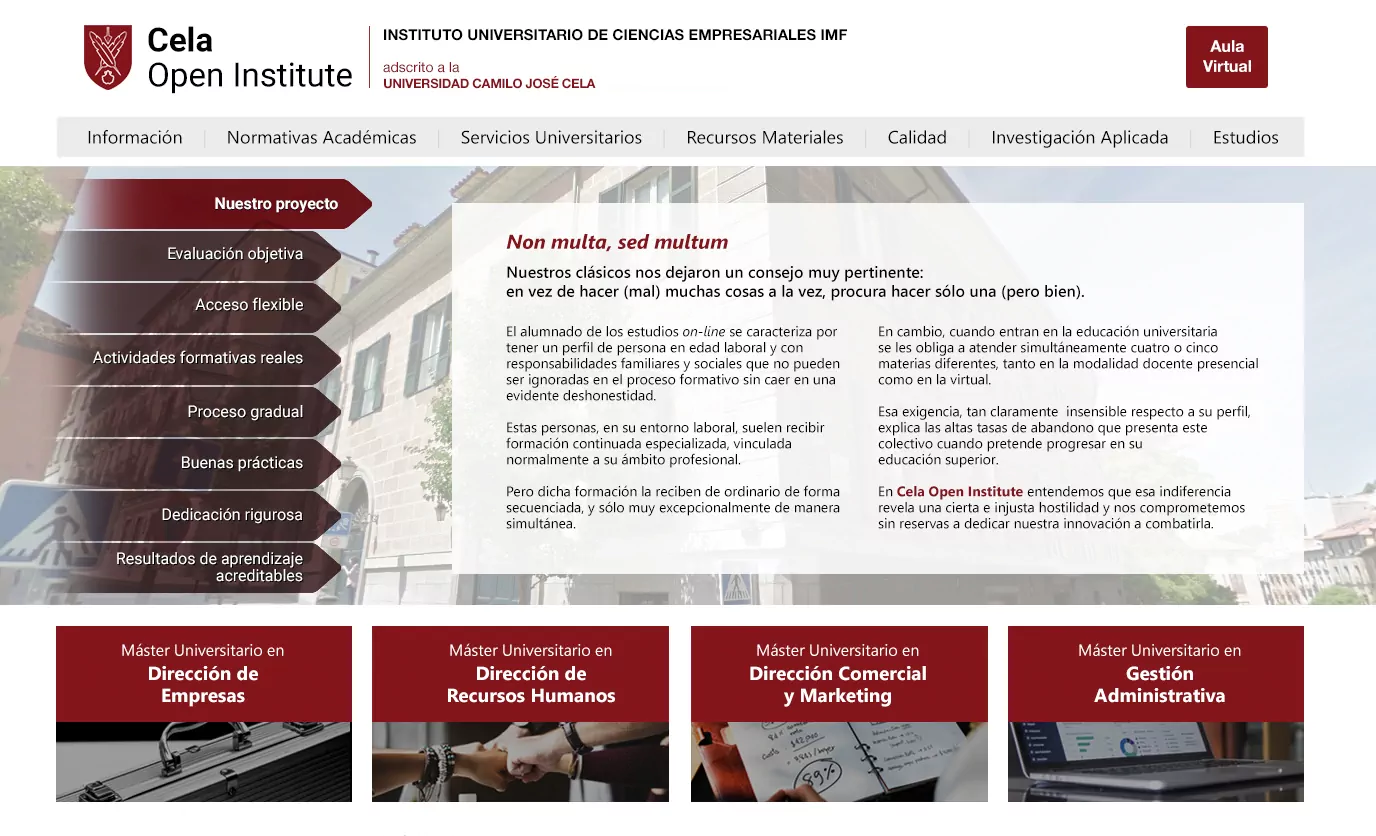 Cela
Open Institute
INSTITUTO UNIVERSITARIO DE CIENCIAS EMPRESARIALES IMF
adscrito a la
UNIVERSIDAD CAMILO JOSÉ CELA
Aula
Virtual
Información
Normativas Académicas
Servicios Universitarios
Recursos Materiales
Calidad
Investigación Aplicada
Estudios
Nuestro proyecto
Evaluación objetiva
Acceso flexible
Actividades formativas reales
Proceso gradual
Buenas prácticas
Dedicación rigurosa
Resultados de aprendizaje
acreditables
Non multa, sed multum
Nuestros clásicos nos dejaron un consejo muy pertinente:
en vez de hacer (mal) muchas cosas a la vez, procura hacer sólo una (pero bien).
El alumnado de los estudios on-line se caracteriza por
tener un perfil de persona en edad laboral y con
responsabilidades familiares y sociales que no pueden
ser ignoradas en el proceso formativo sin caer en una
evidente deshonestidad.
Estas personas, en su entorno laboral, suelen recibir
formación continuada especializada, vinculada
normalmente a su ámbito profesional.
Pero dicha formación la reciben de ordinario de forma
secuenciada, y sólo muy excepcionalmente de manera
simultánea.
En cambio, cuando entran en la educación universitaria
se les obliga a atender simultáneamente cuatro o cinco
materias diferentes, tanto en la modalidad docente presencial
como en la virtual.
Esa exigencia, tan claramente insensible respecto a su perfil,
explica las altas tasas de abandono que presenta este
colectivo cuando pretende progresar en su
educación superior.
En Cela Open Institute entendemos que esa indiferencia
revela una cierta e injusta hostilidad y nos comprometemos
sin reservas a dedicar nuestra innovación a combatirla.
Máster Universitario en
Dirección de
Empresas
Máster Universitario en
Dirección de
Recursos Humanos
Máster Universitario en
Dirección Comercial
y Marketing
Máster Universitario en
Gestión
Administrativa
89%